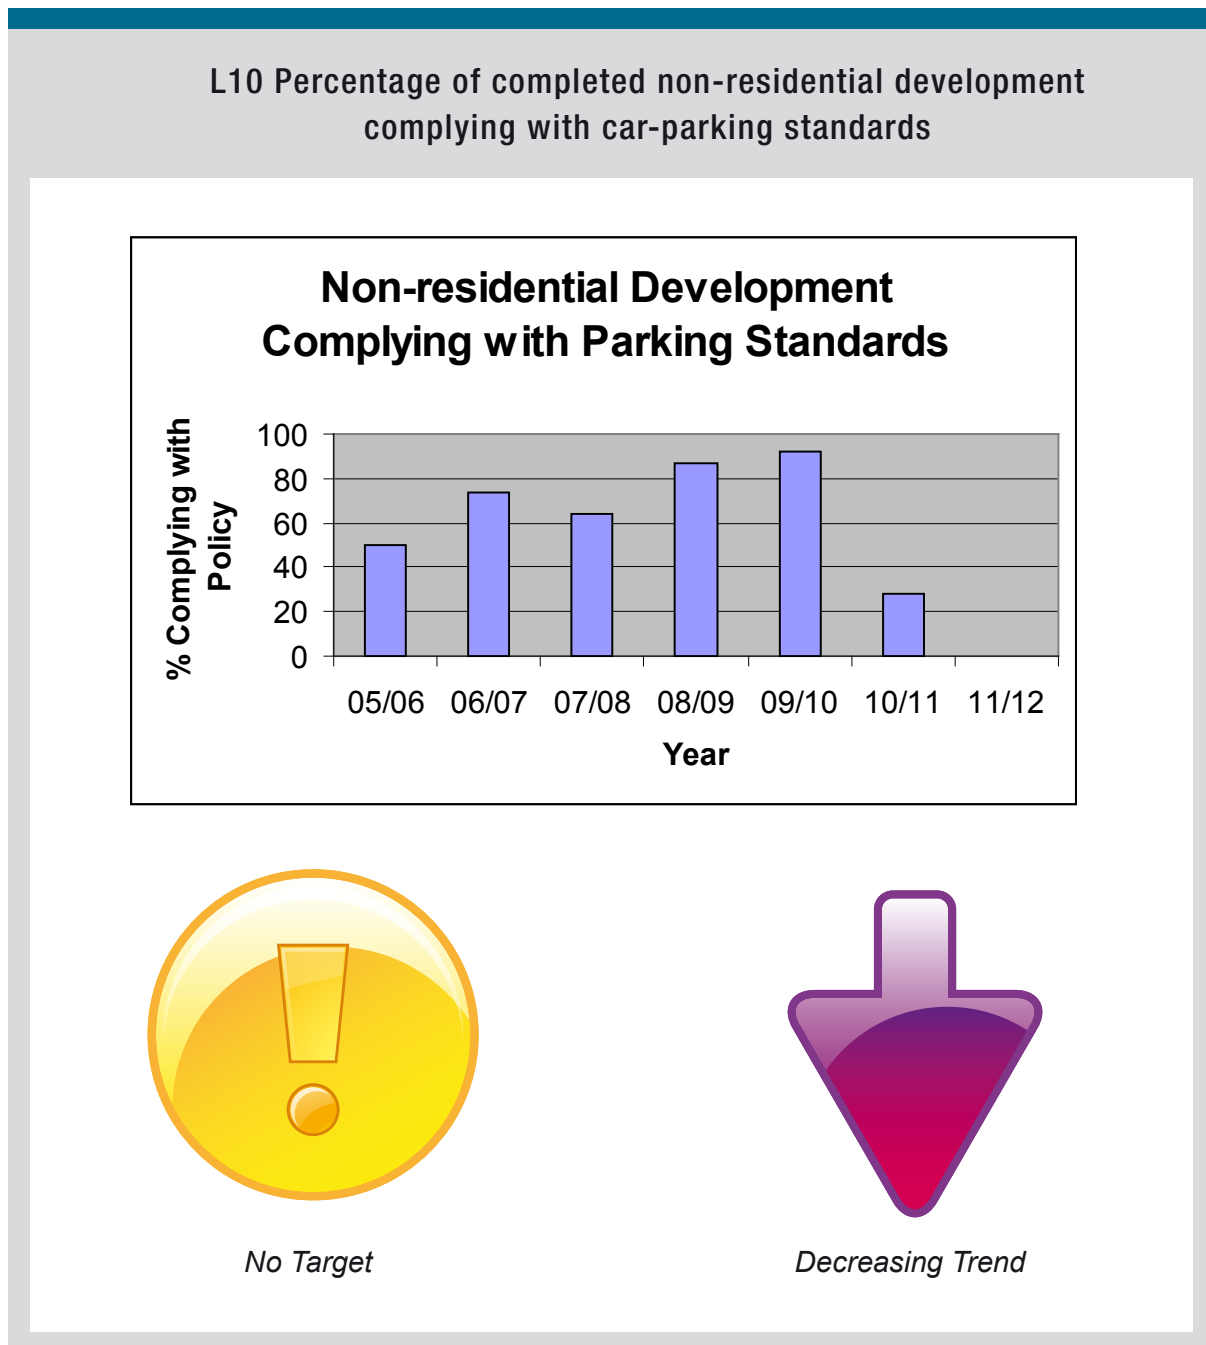 L10 Percentage of completed non-residential development
complying with car-parking standards
Non-residential Development
Complying with Parking Standards
% Complying with
Policy
100
80
60
40
20
0
05/06 06/07 07/08 08/09 09/10 10/11 11/12
Year
!
No Target
Decreasing Trend